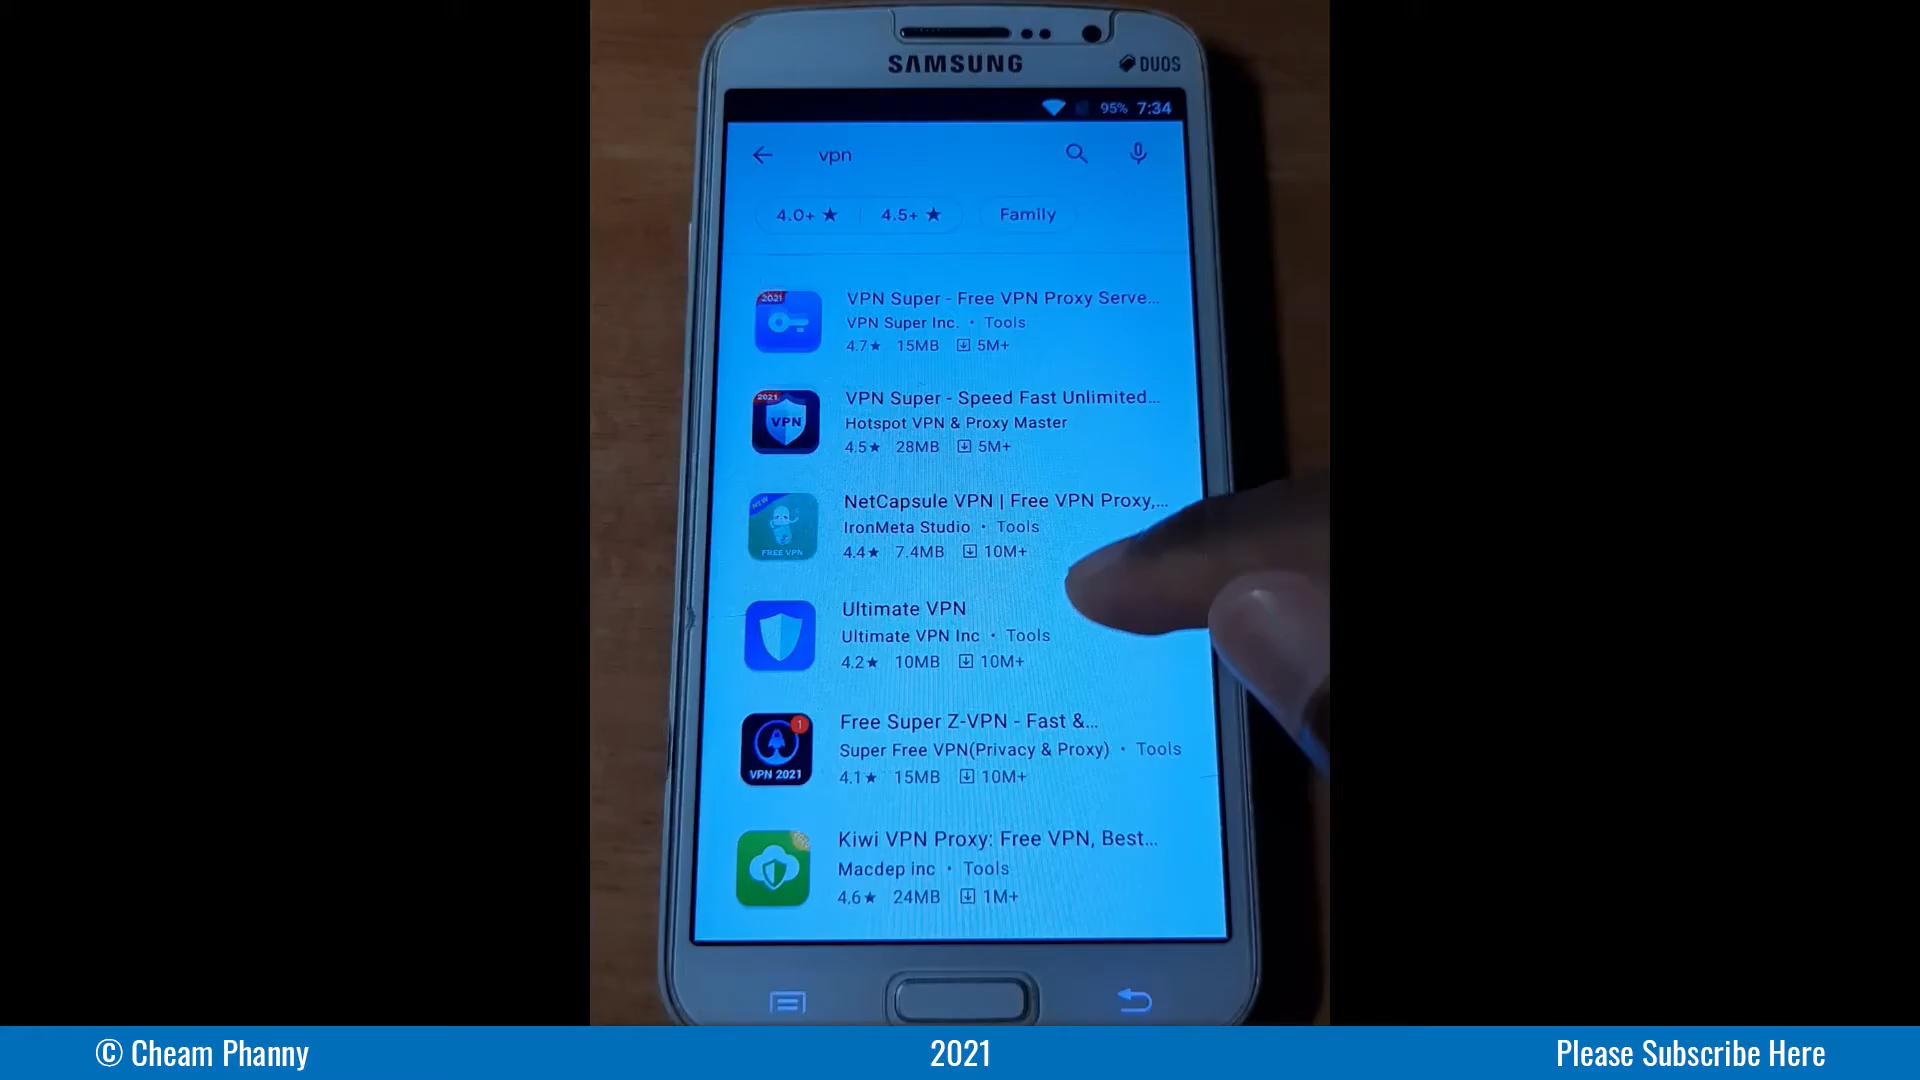 SAMSUNG
DUOS
95% 7:34
vpn
4.0+ ★ 4.5+ ★ Family
2021
VPN Super - Free VPN Proxy Serve...
VPN Super Inc. • Tools
4.7★ 15MB 5M+
2021
VPN
VPN Super - Speed Fast Unlimited...
Hotspot VPN & Proxy Master
4.5★ 28MB 5M+
NEW
FREE VPN
NetCapsule VPN | Free VPN Proxy,...
IronMeta Studio • Tools
4.4★ 7.4MB 10M+
Ultimate VPN
Ultimate VPN Inc • Tools
4.2★ 10MB 10M+
1
VPN 2021
Free Super Z-VPN - Fast &...
Super Free VPN(Privacy & Proxy) • Tools
4.1★ 15MB 10M+
Kiwi VPN Proxy: Free VPN, Best...
Macdep inc • Tools
4.6★ 24MB 1M+
© Cheam Phanny
2021
Please Subscribe Here